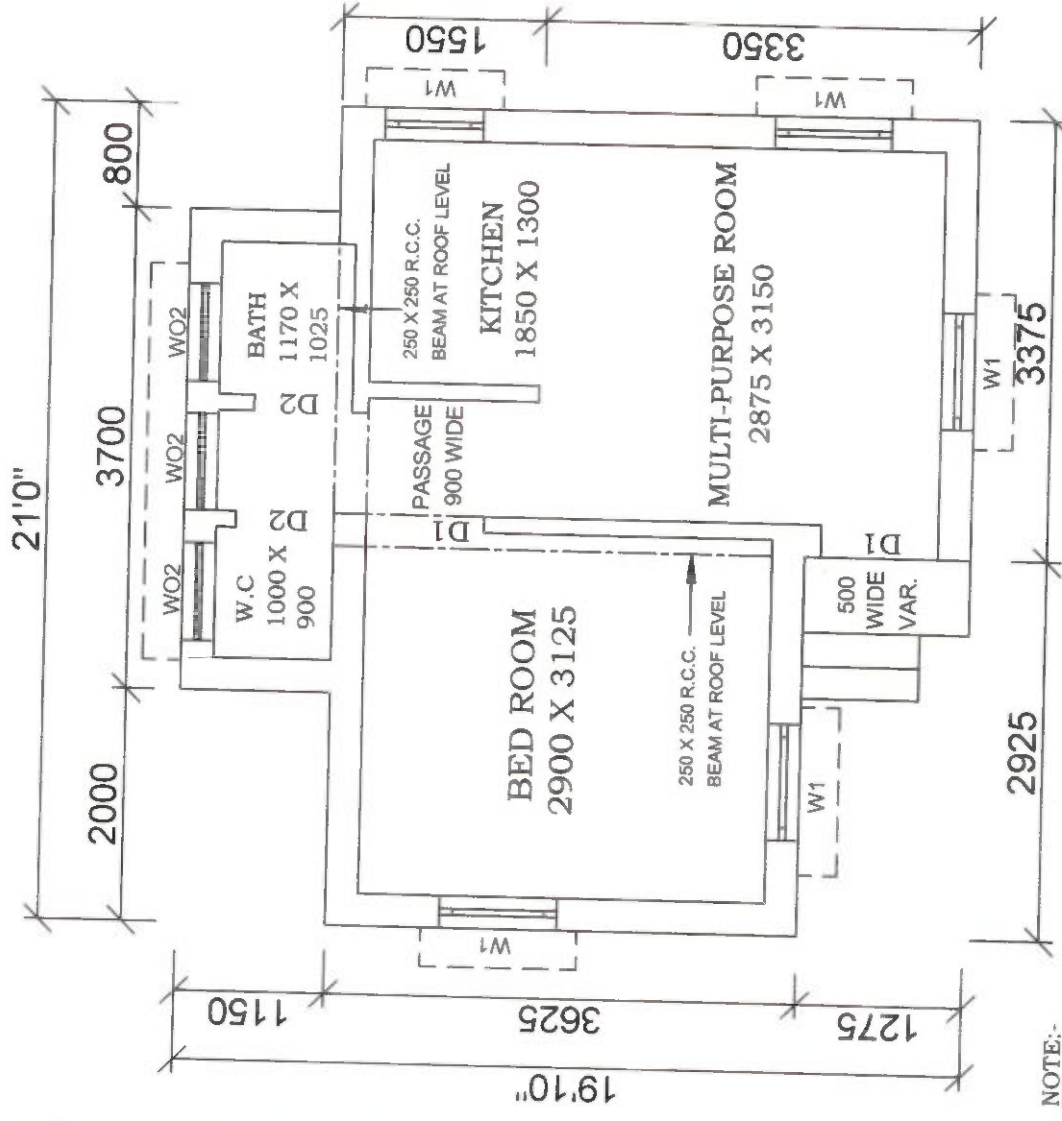 21'0"
2000
3700
800
WO2
WO2
WO2
W.C
1000 X
900
D2
D2
BATH
1170 X
1025
1550
3350
W1
W1
250 X 250 R.C.C.
BEAM AT ROOF LEVEL
KITCHEN
1850 X 1300
PASSAGE
900 WIDE
D1
MULTI-PURPOSE ROOM
2875 X 3150
BED ROOM
2900 X 3125
250 X 250 R.C.C.
BEAM AT ROOF LEVEL
D1
500
WIDE
VAR.
W1
W1
W1
1150
3625
1275
19'10"
2925
3375
NOTE:-